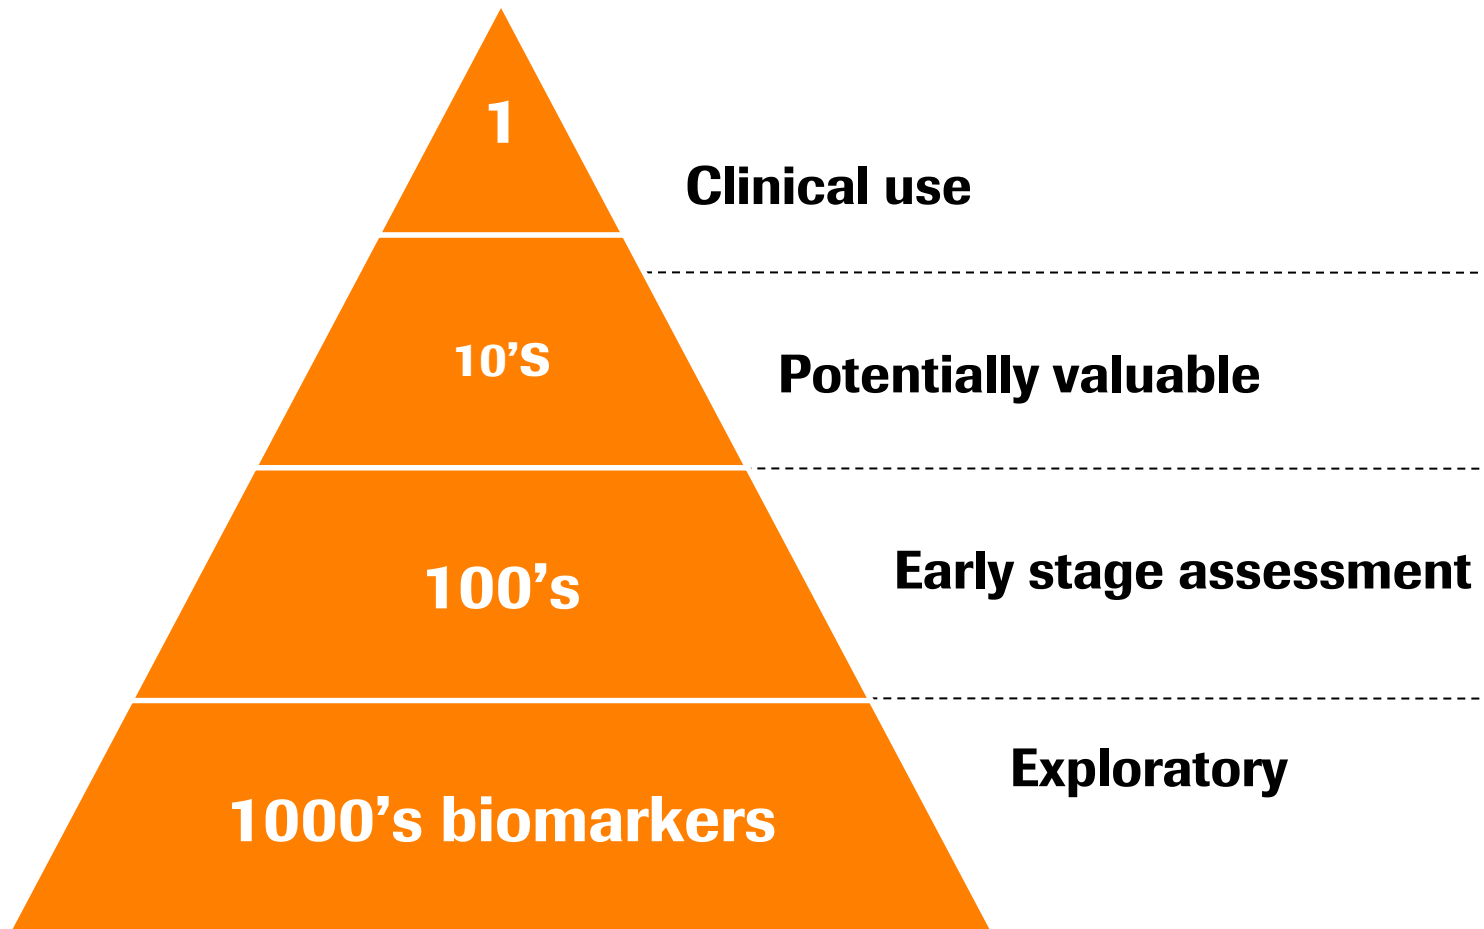 1
Clinical use
10’s
Potentially valuable
100’s
Early stage assessment
1000’s biomarkers
Exploratory